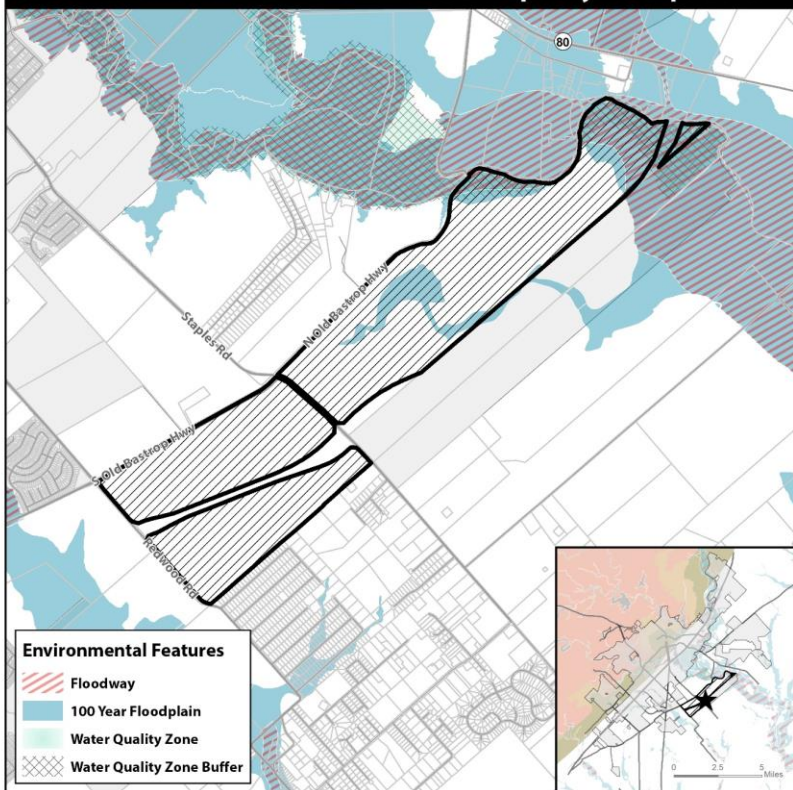 80
N Old Bastrop Hwy
Staples Rd
S Old Bastrop Hwy
Redwood Rd
Environmental Features
Floodway
100 Year Floodplain
Water Quality Zone
Water Quality Zone Buffer
0 2.5 5
Miles